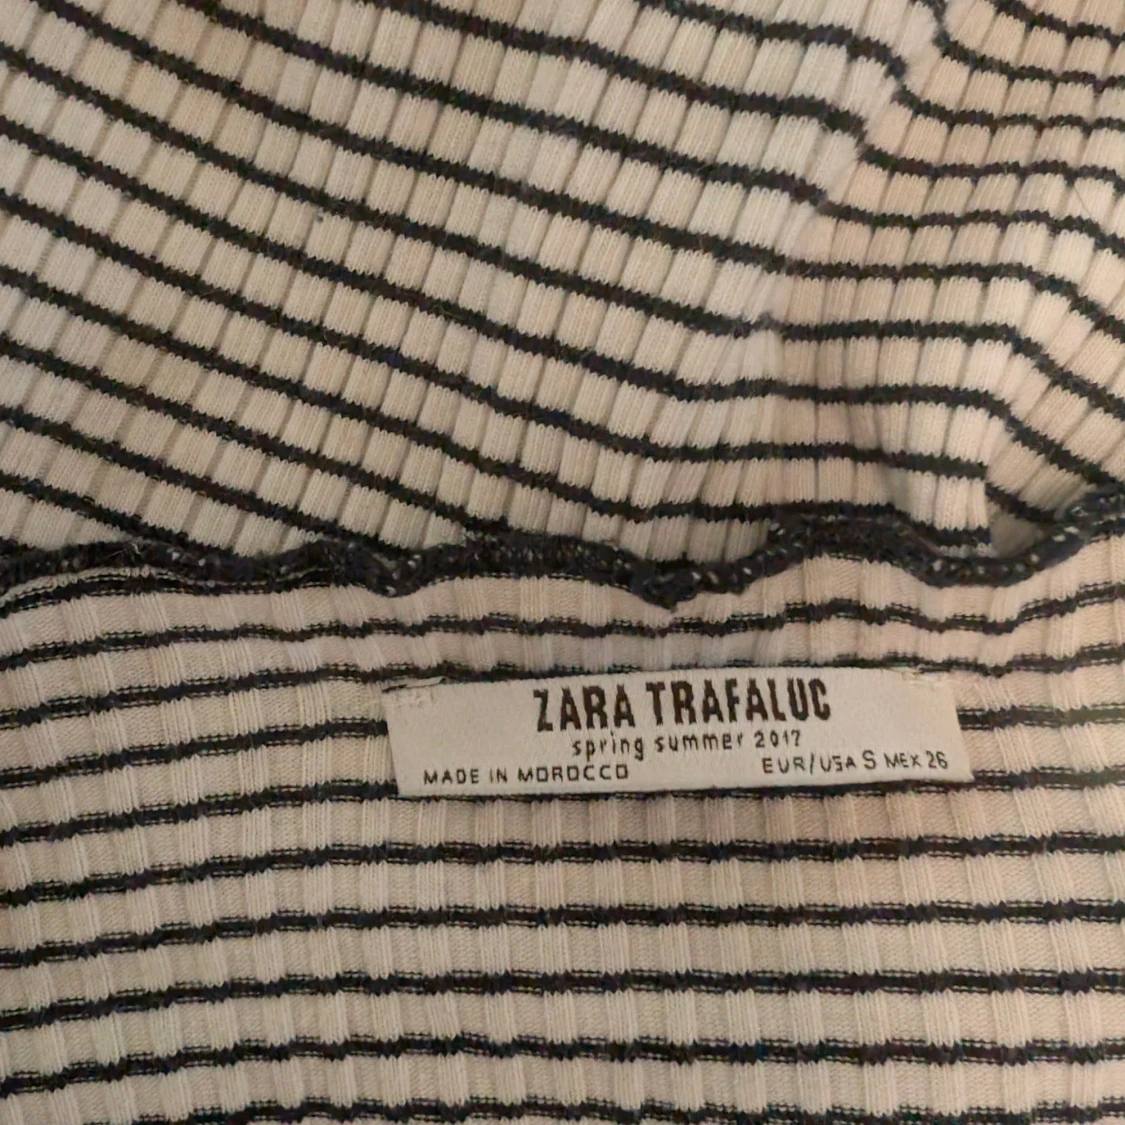 ZARA TRAFALUC
spring summer 2017
MADE IN MOROCCO EUR/USA S MEX 26